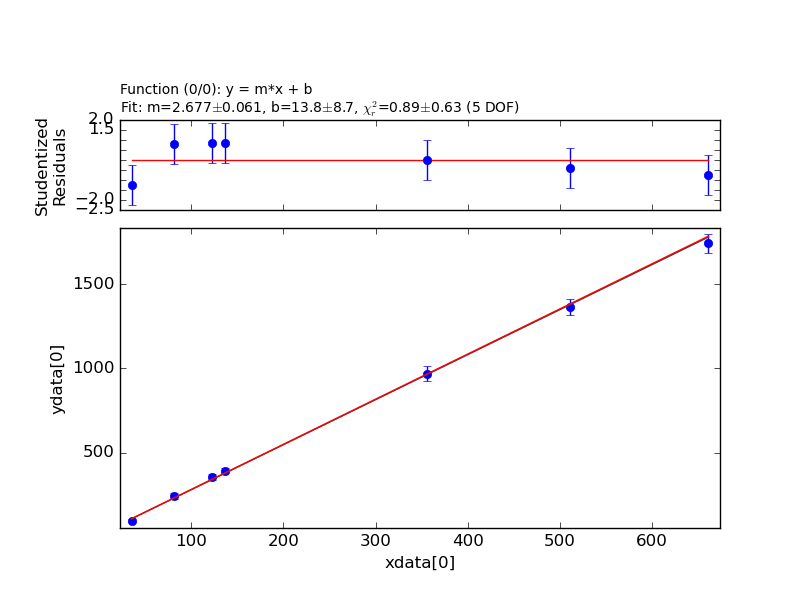 Function (0/0): y = m*x + b
Fit: m=2.677±0.061, b=13.8±8.7, χ²ᵣ=0.89±0.63 (5 DOF)
Studentized
Residuals
2.0
1.5
−2.0
−2.5
ydata[0]
1500
1000
500
100 200 300 400 500 600
xdata[0]